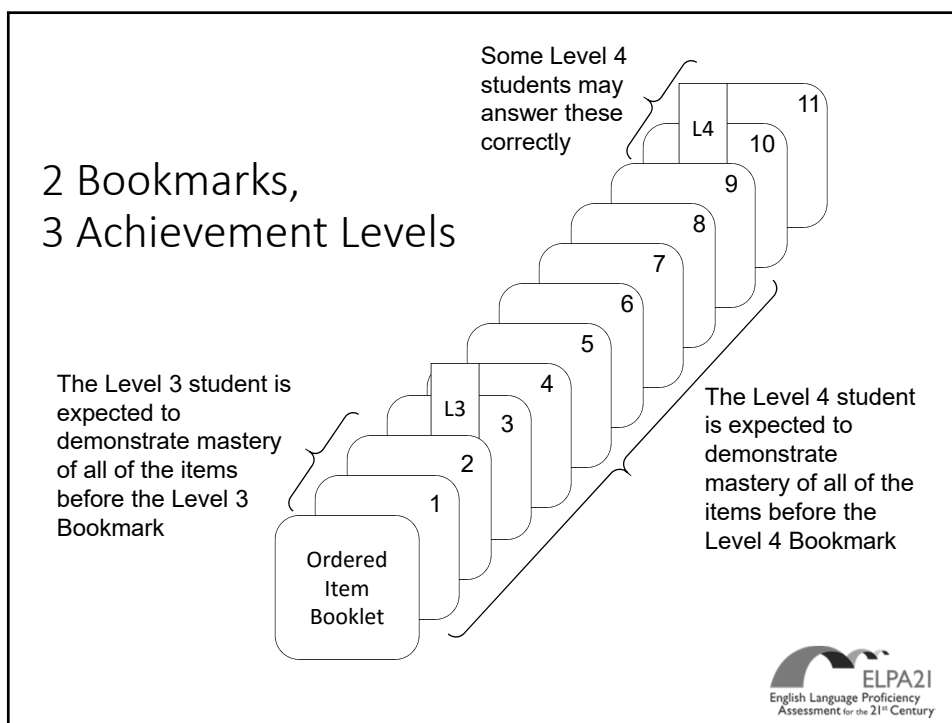 Some Level 4
students may
answer these
correctly
2 Bookmarks,
3 Achievement Levels
11
L4
10
9
8
7
6
5
4
L3
3
2
1
The Level 3 student is
expected to
demonstrate mastery
of all of the items
before the Level 3
Bookmark
The Level 4 student
is expected to
demonstrate
mastery of all of the
items before the
Level 4 Bookmark
Ordered
Item
Booklet
ELPA21
English Language Proficiency
Assessment for the 21st Century